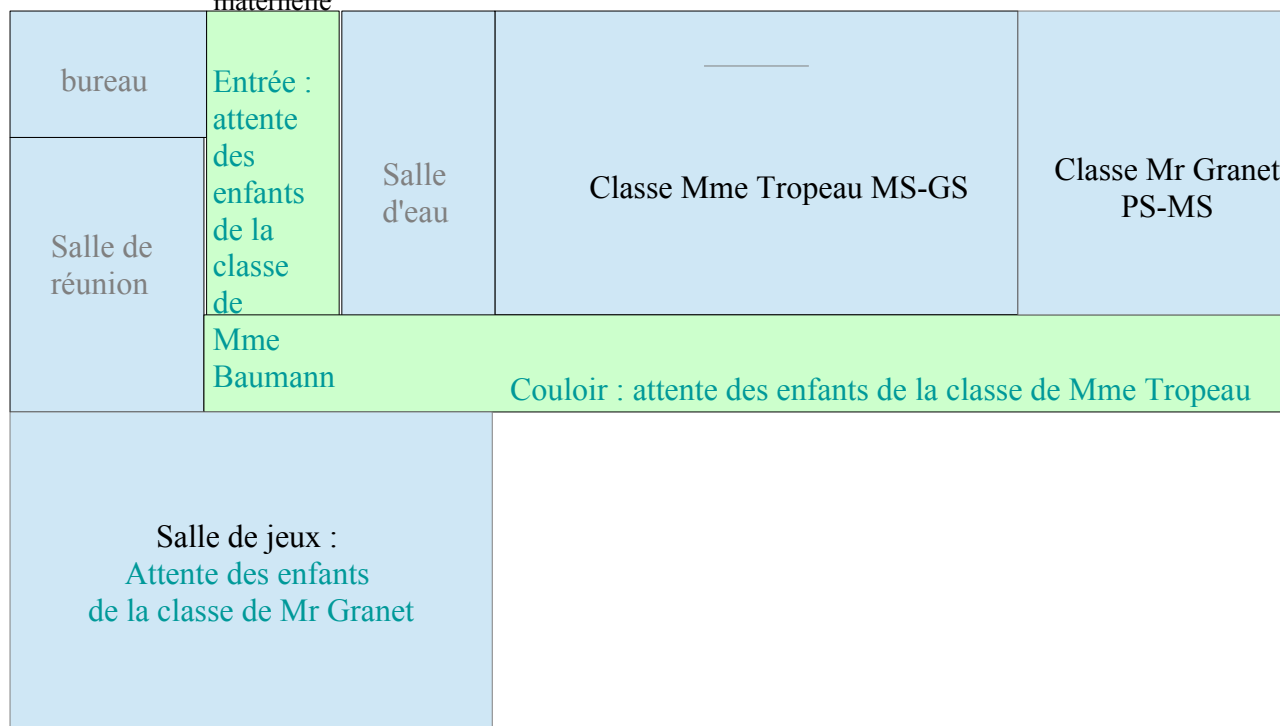 maternelle
bureau
Entrée :
attente
des
enfants
de la
classe
de
Mme
Baumann
Salle de
réunion
Salle
d'eau
Classe Mme Tropeau MS-GS
Classe Mr Granet
PS-MS
Couloir : attente des enfants de la classe de Mme Tropeau
Salle de jeux :
Attente des enfants
de la classe de Mr Granet